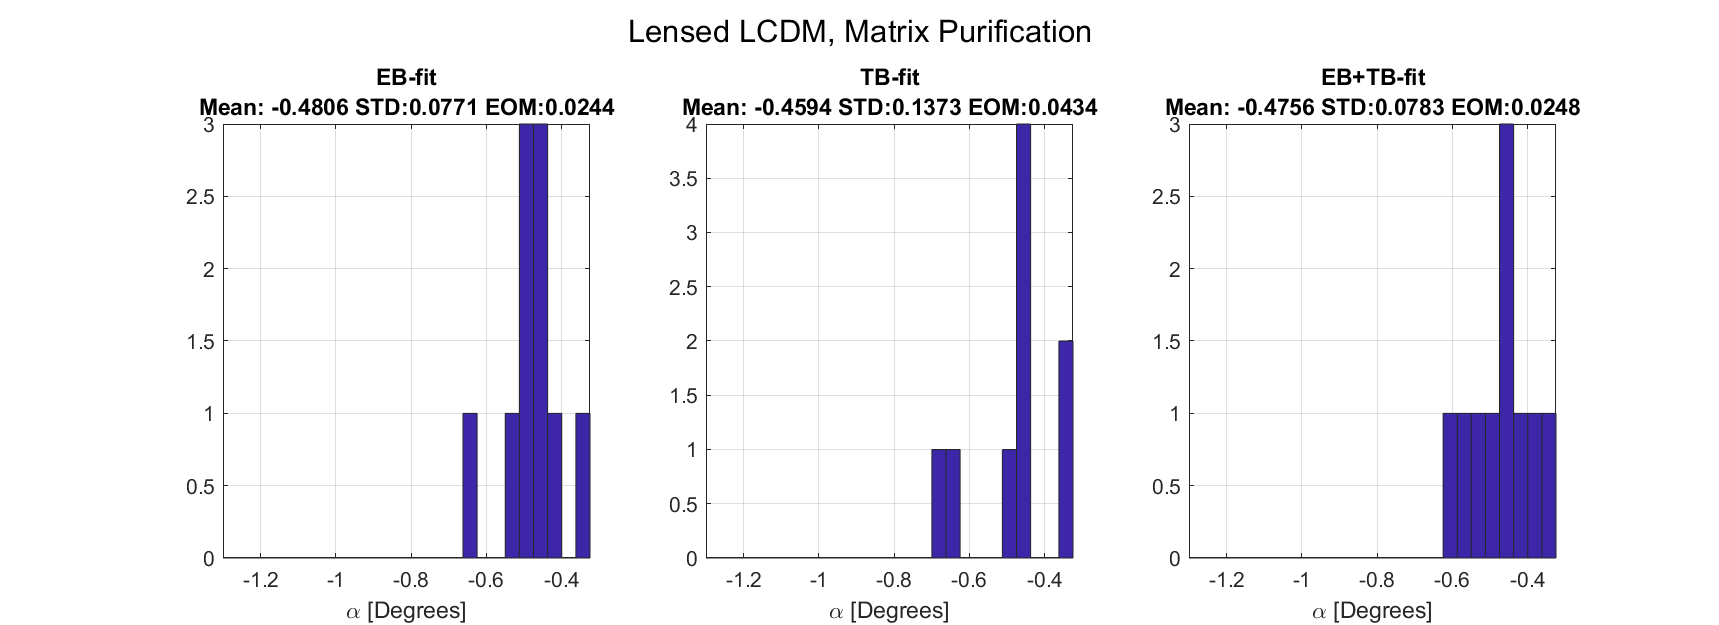 Lensed LCDM, Matrix Purification
EB-fit
Mean: -0.4806 STD:0.0771 EOM:0.0244
3
2.5
2
1.5
1
0.5
0
-1.2 -1 -0.8 -0.6 -0.4
α [Degrees]
TB-fit
Mean: -0.4594 STD:0.1373 EOM:0.0434
4
3.5
3
2.5
2
1.5
1
0.5
0
-1.2 -1 -0.8 -0.6 -0.4
α [Degrees]
EB+TB-fit
Mean: -0.4756 STD:0.0783 EOM:0.0248
3
2.5
2
1.5
1
0.5
0
-1.2 -1 -0.8 -0.6 -0.4
α [Degrees]